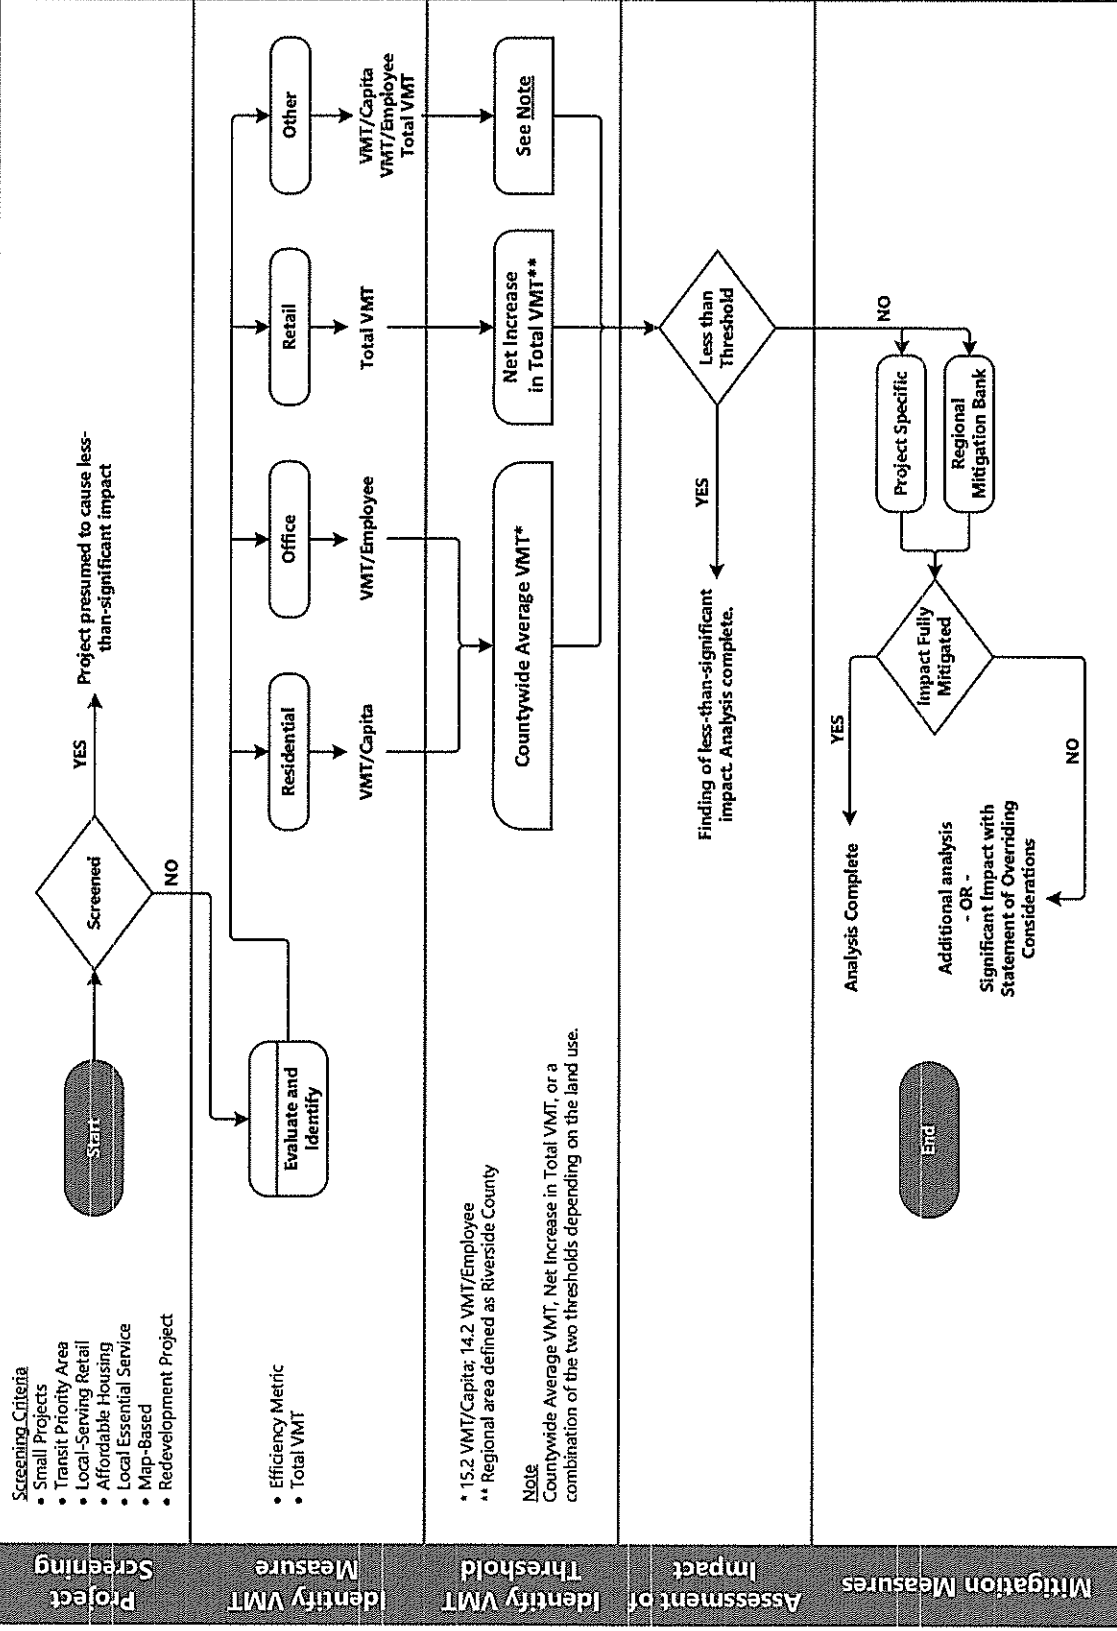 Project
Screening
Screening Criteria
• Small Projects
• Transit Priority Area
• Local-Serving Retail
• Affordable Housing
• Local Essential Service
• Map-Based
• Redevelopment Project
Start
Screened
YES
Project presumed to cause less-
than-significant impact
NO
Identify VMT
Measure
• Efficiency Metric
• Total VMT
Evaluate and
Identify
Residential
Office
Retail
Other
VMT/Capita
VMT/Employee
Total VMT
VMT/Capita
VMT/Employee
Total VMT
Identify VMT
Threshold
* 15.2 VMT/Capita; 14.2 VMT/Employee
** Regional area defined as Riverside County
Note
Countywide Average VMT, Net Increase in Total VMT, or a
combination of the two thresholds depending on the land use.
Countywide Average VMT*
Net Increase
in Total VMT**
See Note
Assessment of
Impact
Finding of less-than-significant
impact. Analysis complete.
YES
Less than
Threshold
NO
Mitigation Measures
End
Analysis Complete
Additional analysis
- OR -
Significant Impact with
Statement of Overriding
Considerations
YES
Impact Fully
Mitigated
NO
Project Specific
Regional
Mitigation Bank